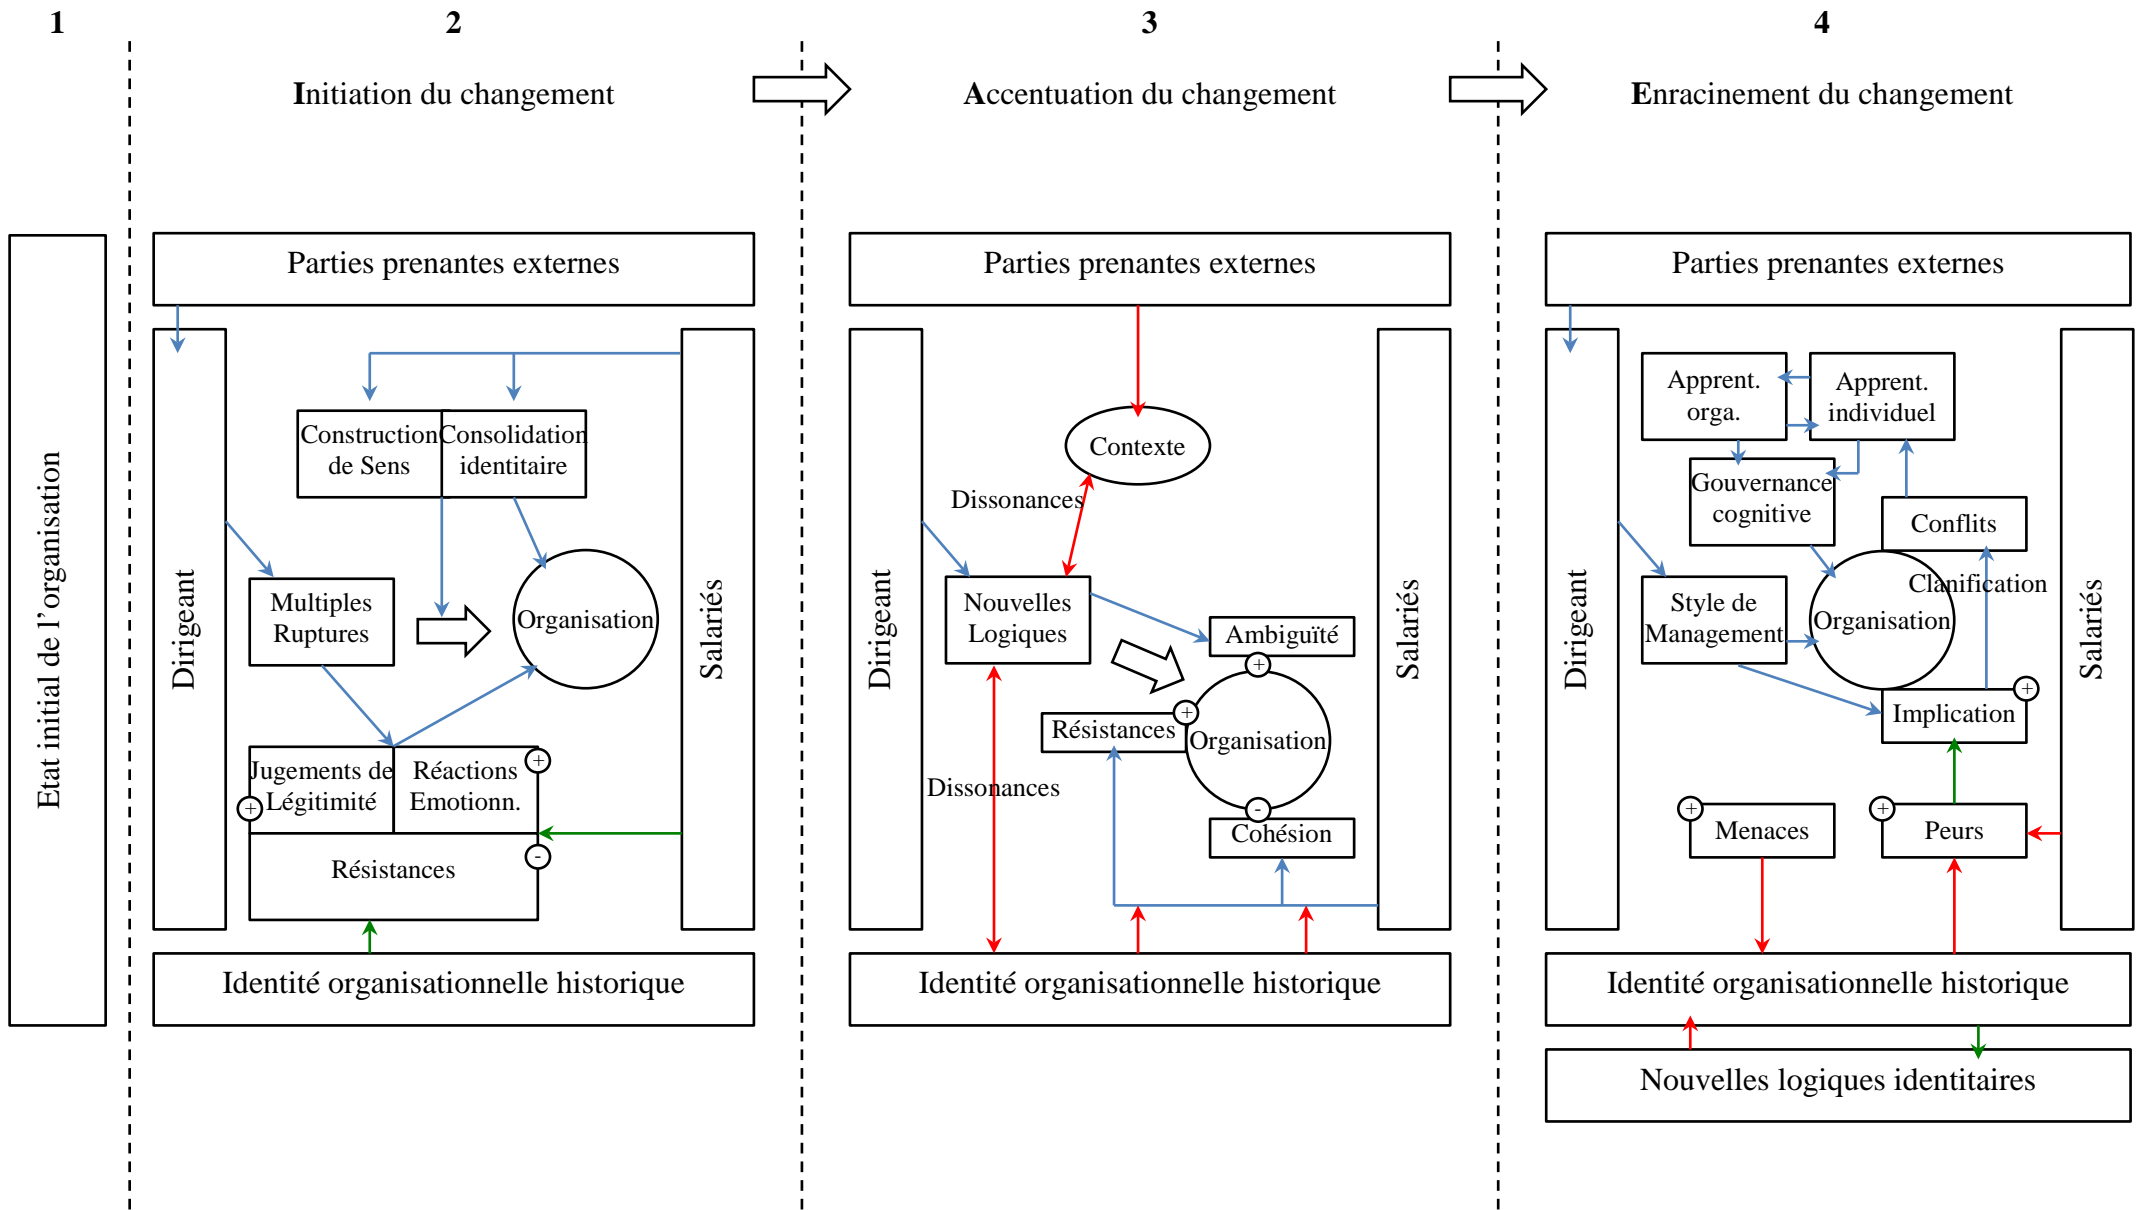 1
2
3
4
Initiation du changement
Accentuation du changement
Enracinement du changement
Etat initial de l'organisation
Parties prenantes externes
Dirigeant
Salariés
Construction
de Sens
Consolidation
identitaire
Multiples
Ruptures
Organisation
Jugements de
Légitimité
+
Réactions
Emotionn.
+
Résistances
-
Identité organisationnelle historique
Parties prenantes externes
Dirigeant
Salariés
Contexte
Dissonances
Nouvelles
Logiques
Ambiguïté
+
Résistances
+
Organisation
Dissonances
-
Cohésion
Identité organisationnelle historique
Parties prenantes externes
Dirigeant
Salariés
Apprent.
orga.
Apprent.
individuel
Gouvernance
cognitive
Conflits
Clanification
Style de
Management
Organisation
Implication
+
+
Menaces
+
Peurs
Identité organisationnelle historique
Nouvelles logiques identitaires